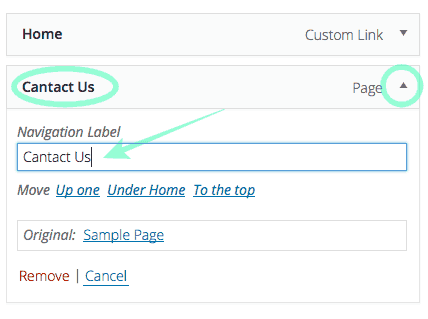 Home Custom Link
Cantact Us Page
Navigation Label
Cantact Us
Move Up one Under Home To the top
Original: Sample Page
Remove | Cancel